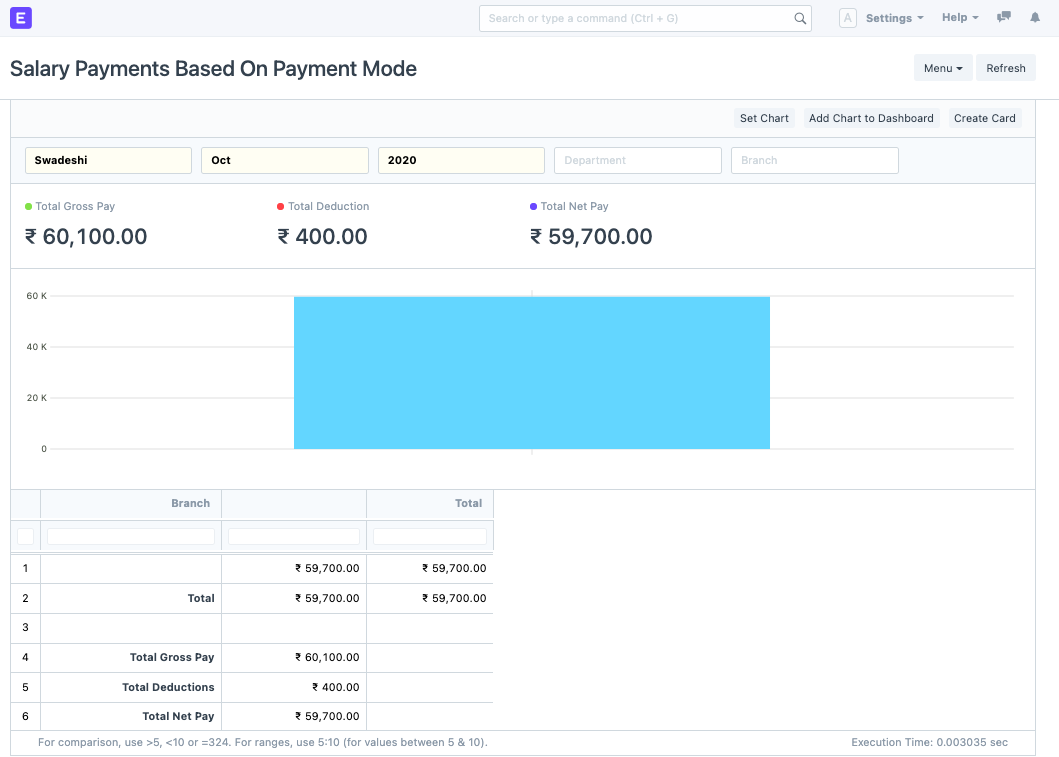 E Search or type a command (Ctrl + G) A Settings Help
Salary Payments Based On Payment Mode Menu Refresh
Set Chart Add Chart to Dashboard Create Card
Swadeshi Oct 2020 Department Branch
Total Gross Pay Total Deduction Total Net Pay
₹ 60,100.00 ₹ 400.00 ₹ 59,700.00
60 K
40 K
20 K
0
Branch Total
1 ₹ 59,700.00 ₹ 59,700.00
2 Total ₹ 59,700.00 ₹ 59,700.00
3
4 Total Gross Pay ₹ 60,100.00
5 Total Deductions ₹ 400.00
6 Total Net Pay ₹ 59,700.00
For comparison, use >5, <10 or =324. For ranges, use 5:10 (for values between 5 & 10). Execution Time: 0.003035 sec